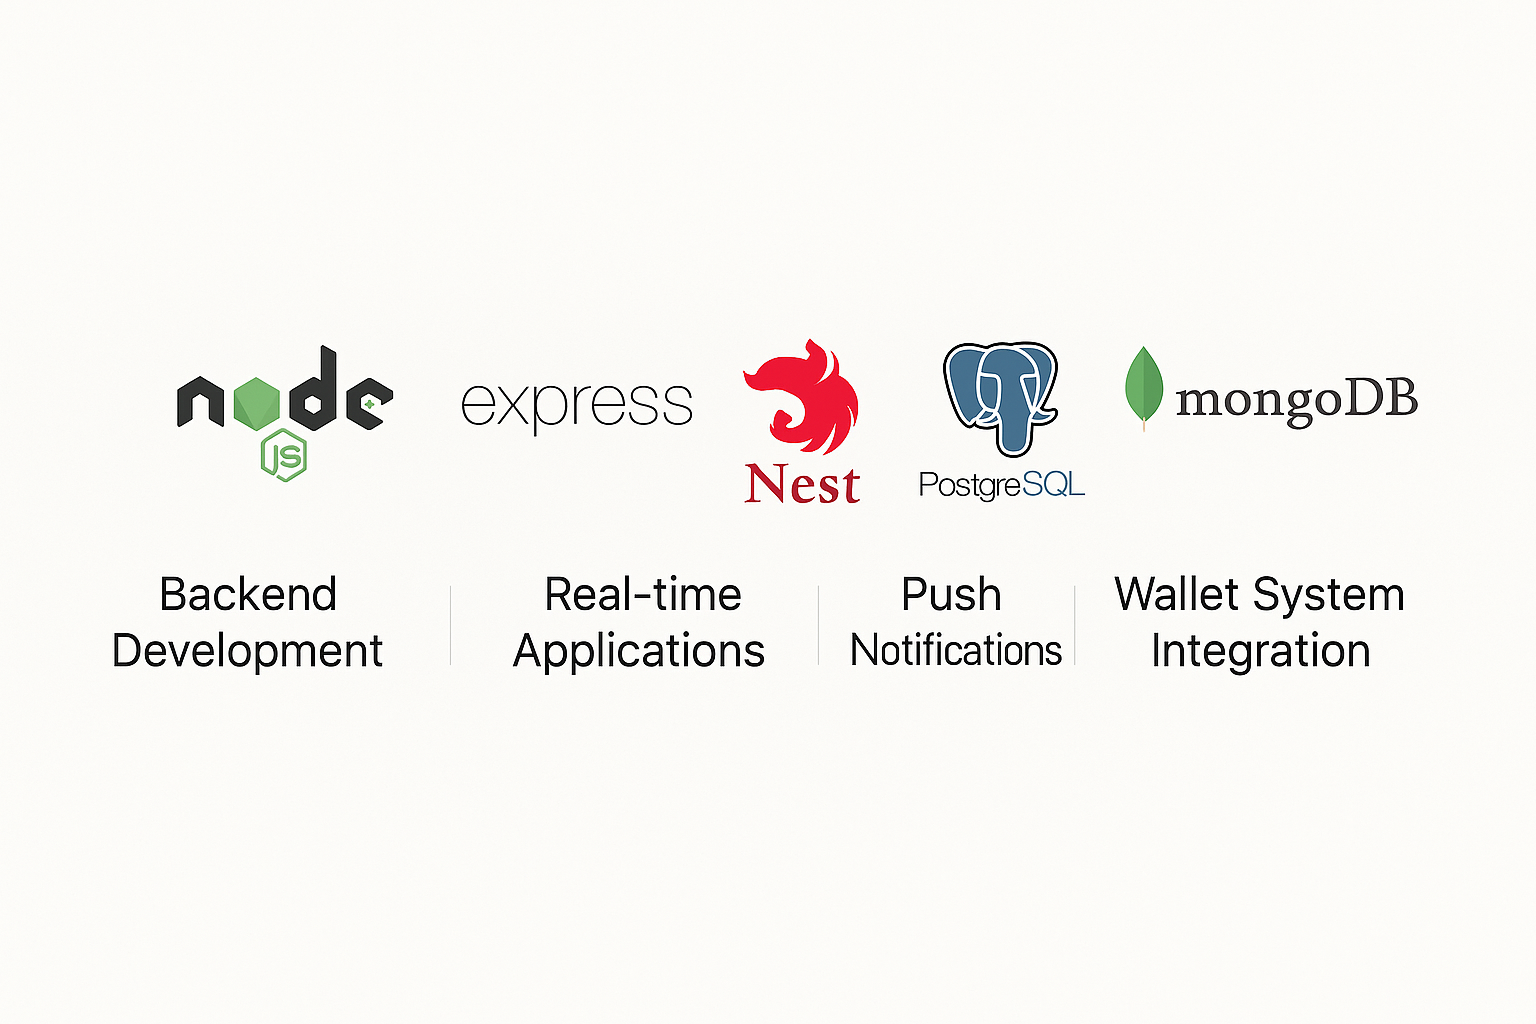 node
JS
express
Nest
PostgreSQL
mongoDB
Backend
Development
Real-time
Applications
Push
Notifications
Wallet System
Integration